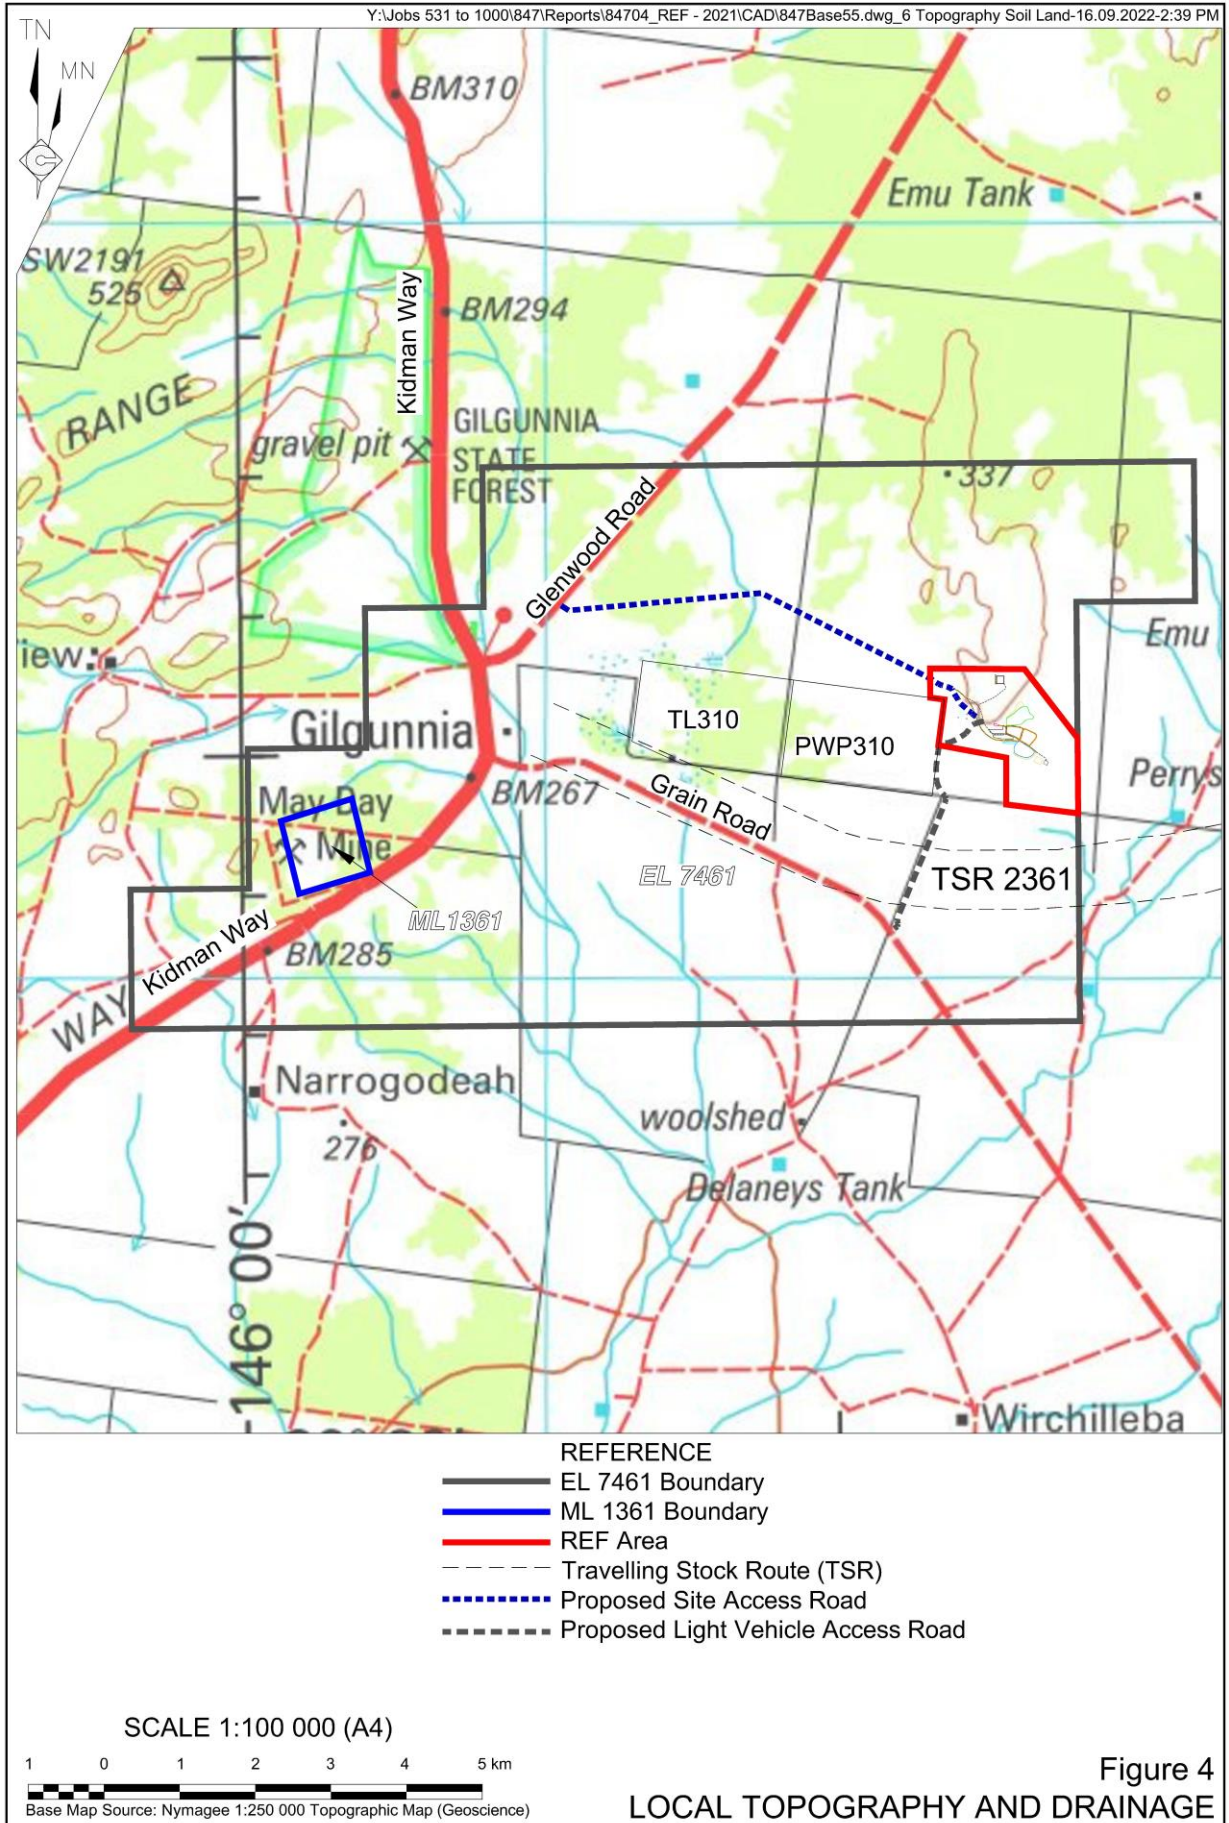 Y:\Jobs 531 to 1000\847\Reports\84704_REF - 2021\CAD\847Base55.dwg_6 Topography Soil Land-16.09.2022-2:39 PM
TN
MN
BM310
Emu Tank
SW2191
525
Kidman Way
BM294
RANGE
gravel pit
GILGUNNIA
STATE
FOREST
337
Glenwood Road
Emu
iew
TL310
Gilgunnia
PWP310
Perrys
BM267
May Day
Mine
Grain Road
EL 7461
TSR 2361
ML1361
Kidman Way
BM285
WAY
Narrogodeah
276
woolshed
Delaneys Tank
146° 00'
Wirchilleba
REFERENCE
EL 7461 Boundary
ML 1361 Boundary
REF Area
Travelling Stock Route (TSR)
Proposed Site Access Road
Proposed Light Vehicle Access Road
SCALE 1:100 000 (A4)
1 0 1 2 3 4 5 km
Base Map Source: Nymagee 1:250 000 Topographic Map (Geoscience)
Figure 4
LOCAL TOPOGRAPHY AND DRAINAGE